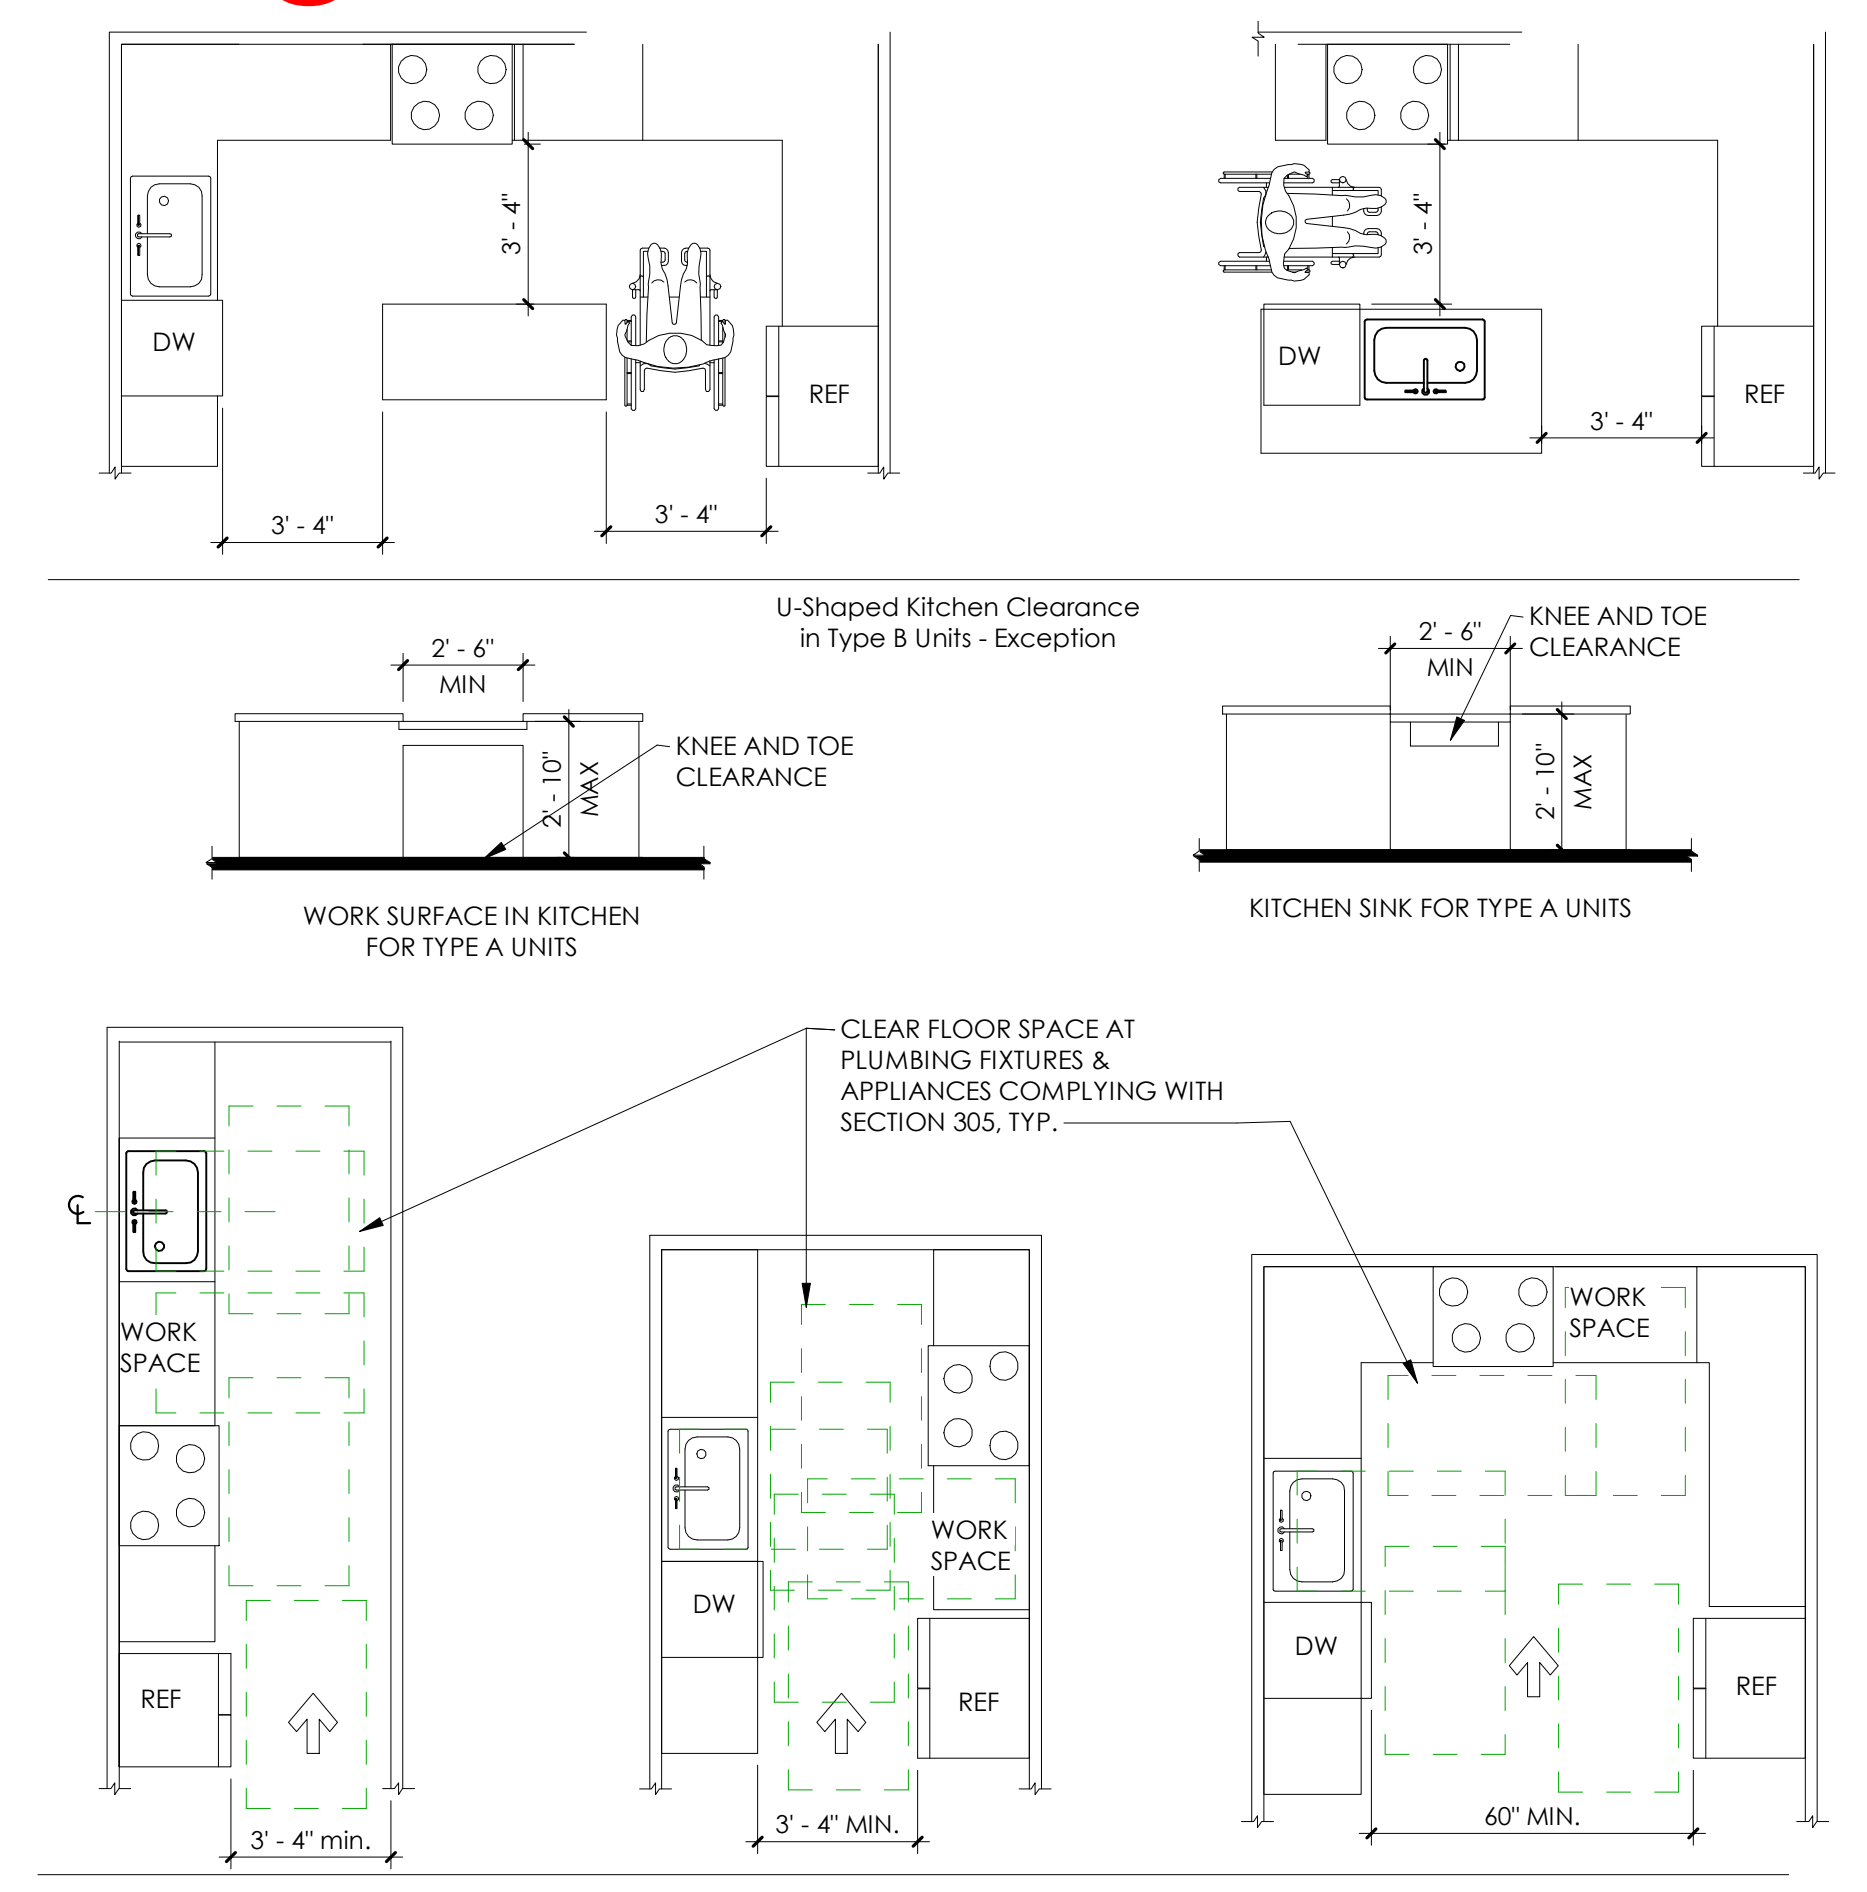 3' - 4"
DW
REF
3' - 4"
3' - 4"
3' - 4"
DW
REF
3' - 4"
U-Shaped Kitchen Clearance
in Type B Units - Exception
2' - 6"
MIN
2' - 10"
MAX
KNEE AND TOE
CLEARANCE
WORK SURFACE IN KITCHEN
FOR TYPE A UNITS
2' - 6"
MIN
KNEE AND TOE
CLEARANCE
2' - 10"
MAX
KITCHEN SINK FOR TYPE A UNITS
CLEAR FLOOR SPACE AT
PLUMBING FIXTURES &
APPLIANCES COMPLYING WITH
SECTION 305, TYP.
℄
WORK
SPACE
REF
3' - 4" min.
WORK
SPACE
DW
REF
3' - 4" MIN.
WORK
SPACE
DW
REF
60" MIN.